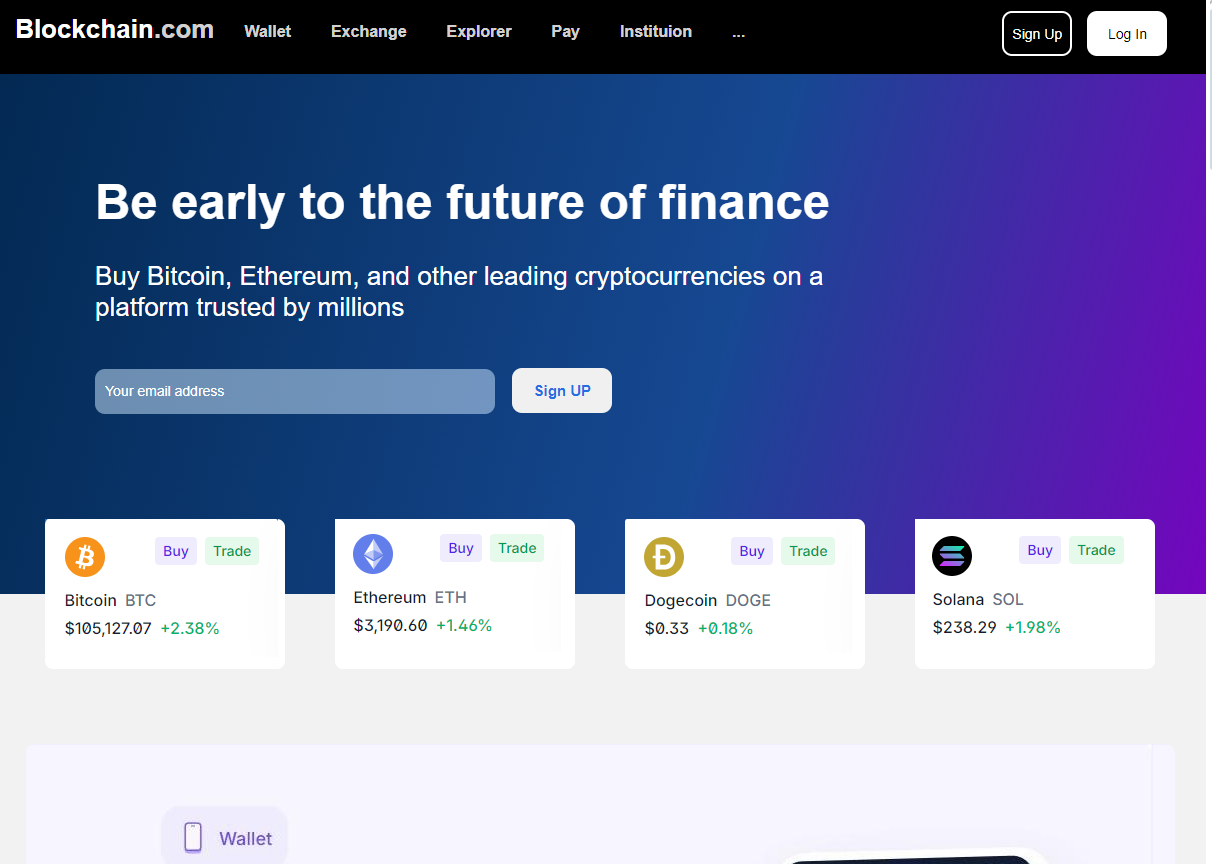 Blockchain.com Wallet Exchange Explorer Pay Instituion ... Sign Up Log In
Be early to the future of finance
Buy Bitcoin, Ethereum, and other leading cryptocurrencies on a
platform trusted by millions
Your email address Sign UP
Buy Trade
Bitcoin BTC
$105,127.07 +2.38%
Buy Trade
Ethereum ETH
$3,190.60 +1.46%
Buy Trade
Dogecoin DOGE
$0.33 +0.18%
Buy Trade
Solana SOL
$238.29 +1.98%
Wallet